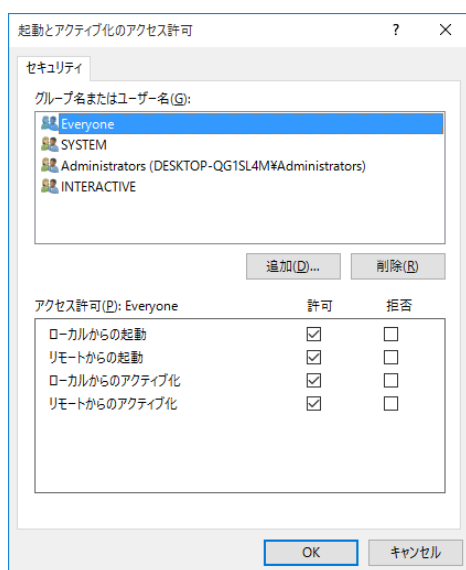 起動とアクティブ化のアクセス許可 ? ×
セキュリティ
グループ名またはユーザー名(G):
Everyone
SYSTEM
Administrators (DESKTOP-QG1SL4M¥Administrators)
INTERACTIVE
追加(D)... 削除(R)
アクセス許可(P): Everyone 許可 拒否
ローカルからの起動
リモートからの起動
ローカルからのアクティブ化
リモートからのアクティブ化
OK キャンセル